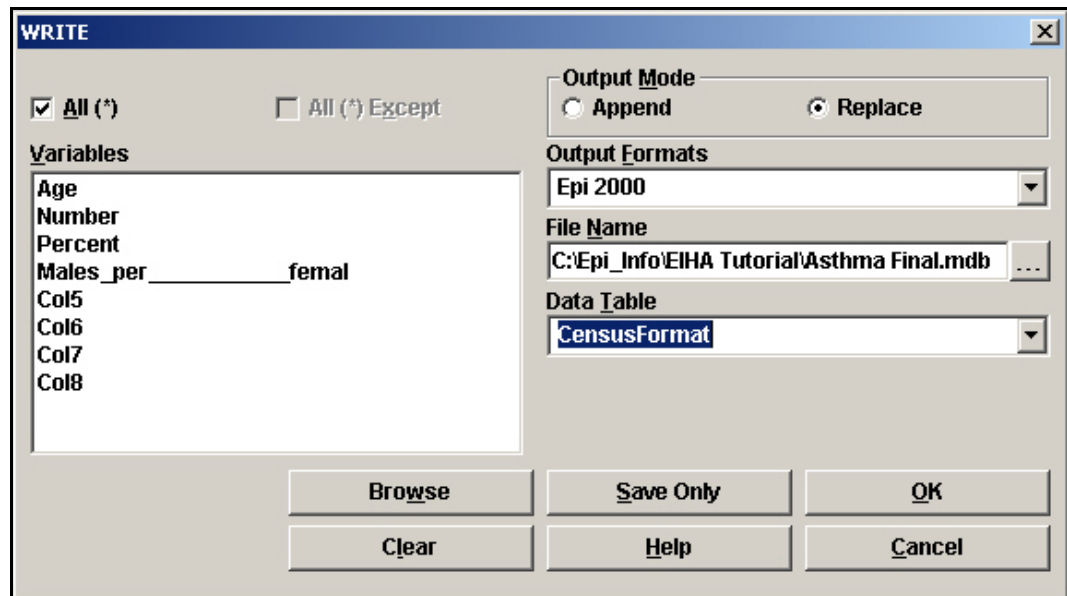 WRITE
All (*)
All (*) Except
Variables
Age
Number
Percent
Males_per____________femal
Col5
Col6
Col7
Col8
Output Mode
Append
Replace
Output Formats
Epi 2000
File Name
C:\Epi_Info\EIHA Tutorial\Asthma Final.mdb
...
Data Table
CensusFormat
Browse
Save Only
OK
Clear
Help
Cancel